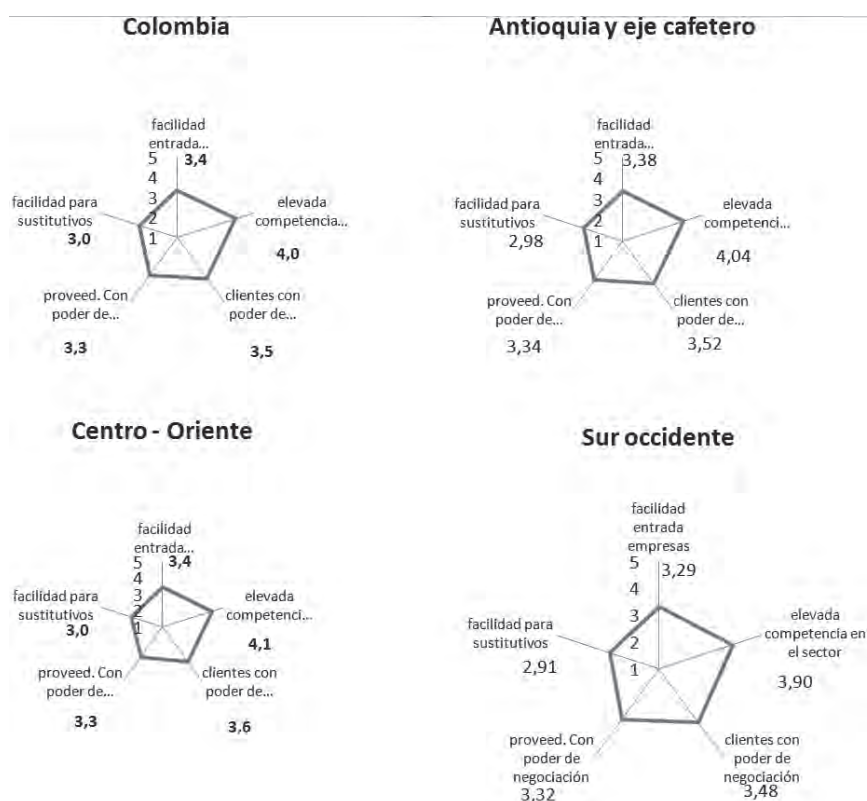 Colombia
facilidad
entrada...
3,4
5
4
3
2
1
elevada
competencia...
4,0
clientes con
poder de...
3,5
proveed. Con
poder de...
3,3
facilidad para
sustitutivos
3,0
Antioquia y eje cafetero
facilidad
entrada...
3,38
5
4
3
2
1
elevada
competenci...
4,04
clientes con
poder de...
3,52
proveed. Con
poder de...
3,34
facilidad para
sustitutivos
2,98
Centro - Oriente
facilidad
entrada...
3,4
5
4
3
2
1
elevada
competenci...
4,1
clientes con
poder de...
3,6
proveed. Con
poder de...
3,3
facilidad para
sustitutivos
3,0
Sur occidente
facilidad
entrada
empresas
3,29
5
4
3
2
1
elevada
competencia en
el sector
3,90
clientes con
poder de
negociación
3,48
proveed. Con
poder de
negociación
3,32
facilidad para
sustitutivos
2,91